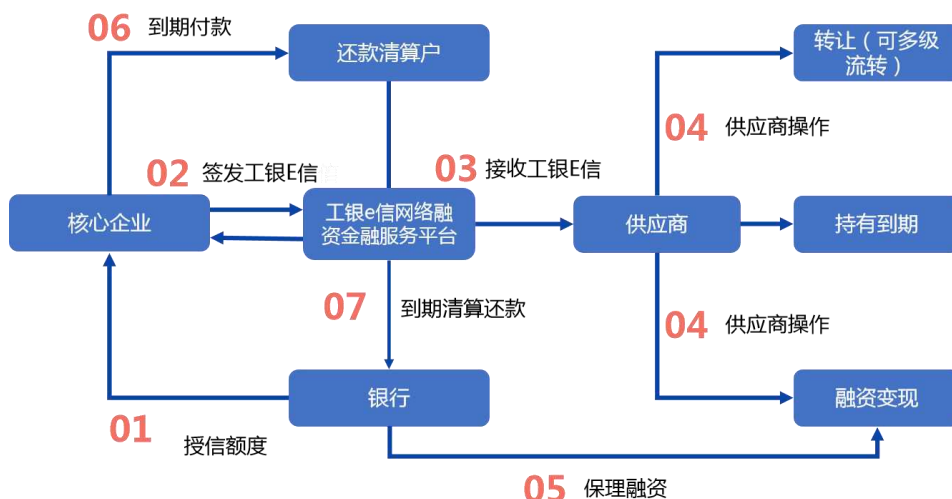 06 到期付款
还款清算户
转让（可多级
流转）
04 供应商操作
02 签发工银E信
03 接收工银E信
核心企业
工银e信网络融
资金融服务平台
供应商
持有到期
07 到期清算还款
04 供应商操作
银行
融资变现
01 授信额度
05 保理融资